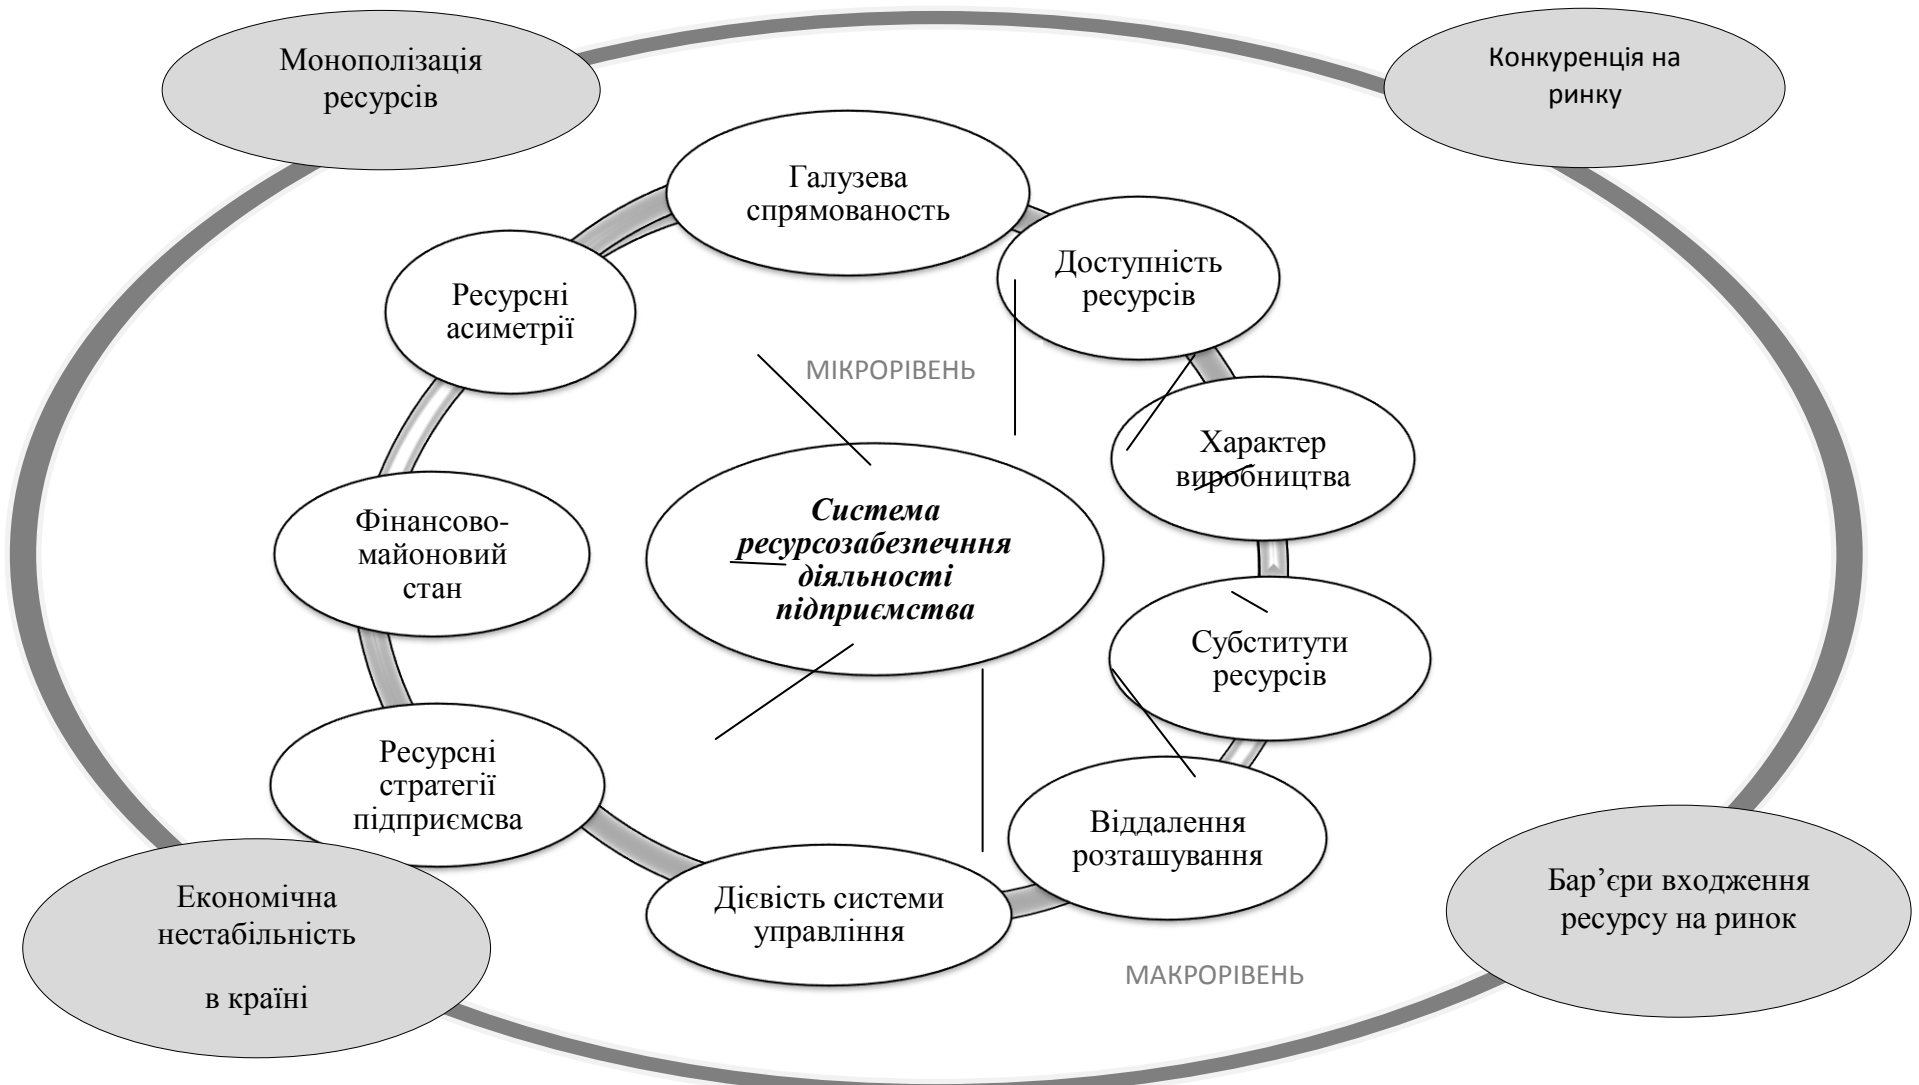 Монополізація
ресурсів
Конкуренція на
ринку
Галузева
спрямованость
Доступність
ресурсів
Ресурсні
асиметрії
МІКРОРІВЕНЬ
Характер
виробництва
Система
ресурсозабезпечння
діяльності
підприємства
Фінансово-
майоновий
стан
Субститути
ресурсів
Ресурсні
стратегії
підприємсва
Віддалення
розташування
Дієвість системи
управління
Економічна
нестабільність
в країні
Бар’єри входження
ресурсу на ринок
МАКРОРІВЕНЬ